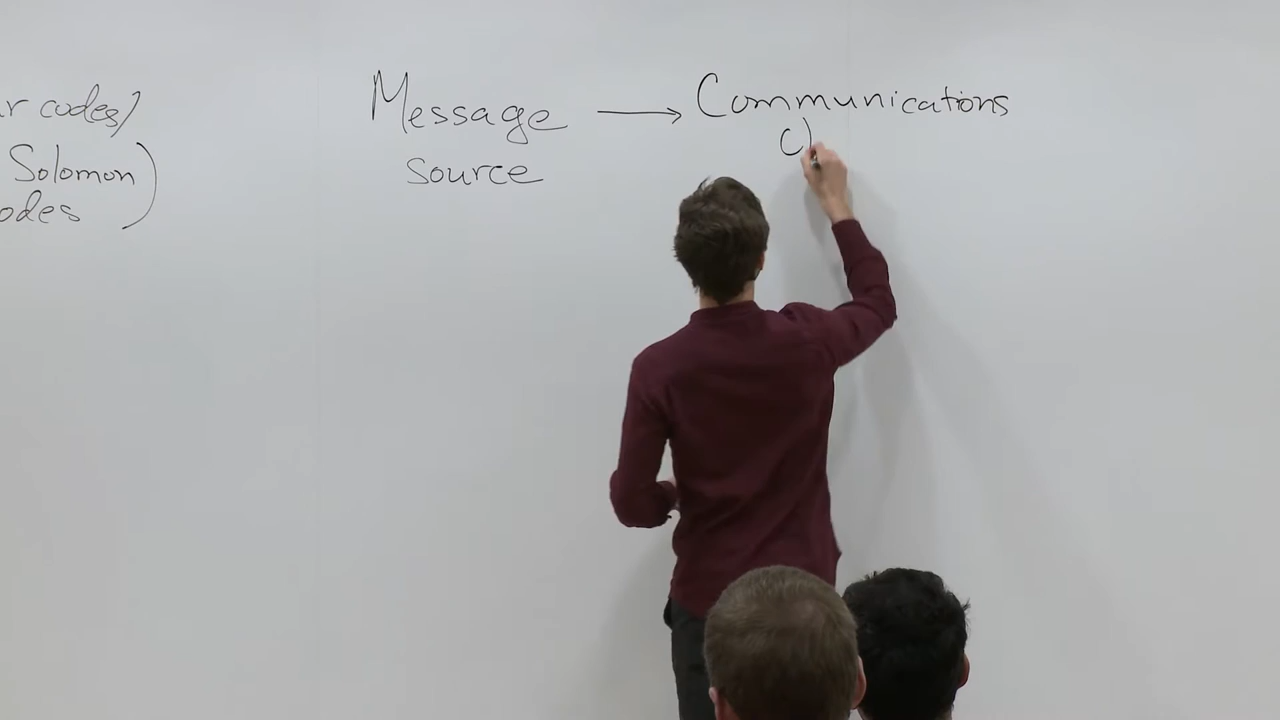 r codes)
Solomon)
odes
Message → Communications
source